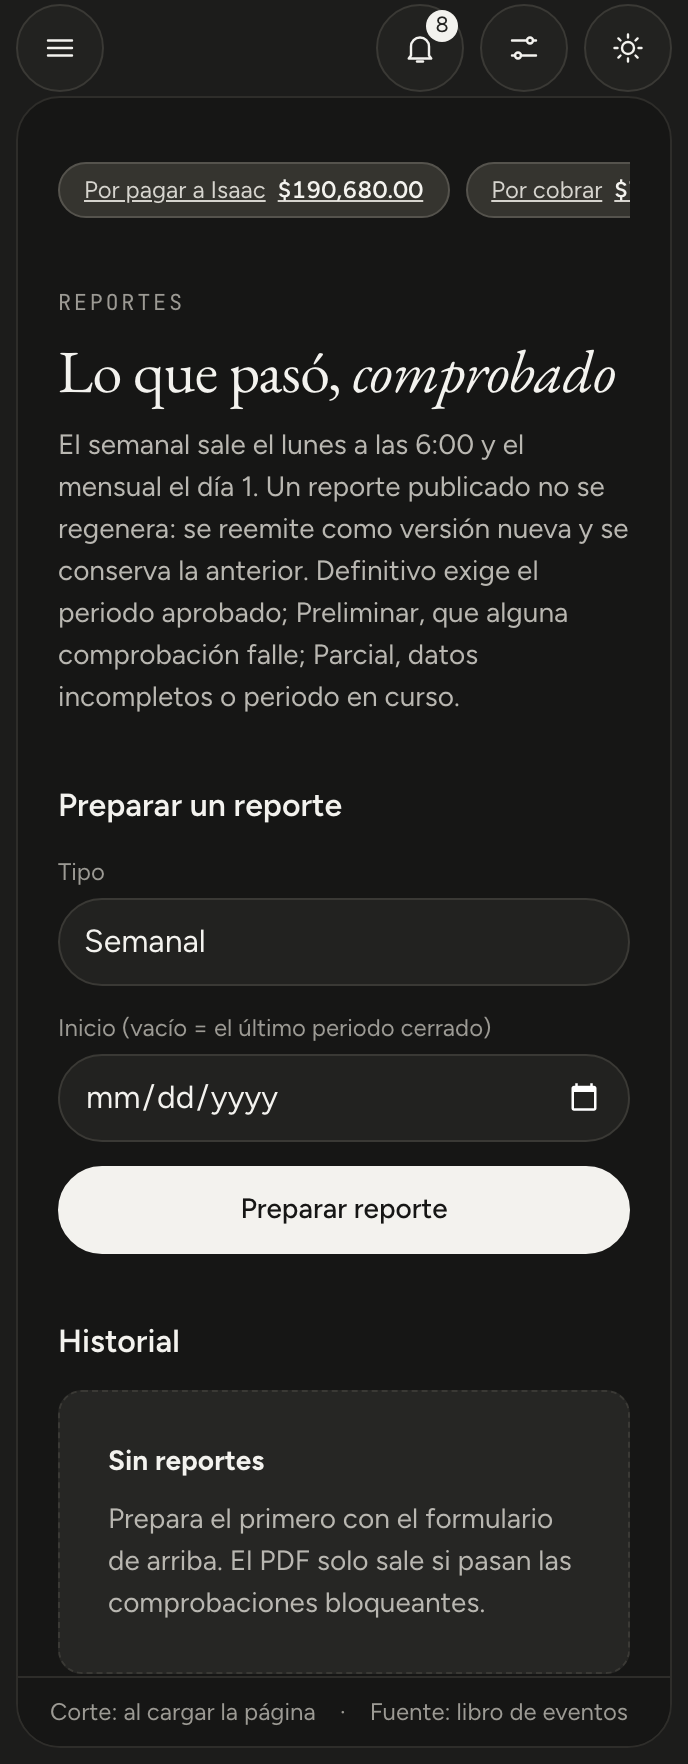 8
Por pagar a Isaac $190,680.00 Por cobrar
REPORTES
Lo que pasó, comprobado
El semanal sale el lunes a las 6:00 y el
mensual el día 1. Un reporte publicado no se
regenera: se reemite como versión nueva y se
conserva la anterior. Definitivo exige el
periodo aprobado; Preliminar, que alguna
comprobación falle; Parcial, datos
incompletos o periodo en curso.
Preparar un reporte
Tipo
Semanal
Inicio (vacío = el último periodo cerrado)
mm/dd/yyyy
Preparar reporte
Historial
Sin reportes
Prepara el primero con el formulario
de arriba. El PDF solo sale si pasan las
comprobaciones bloqueantes.
Corte: al cargar la página · Fuente: libro de eventos